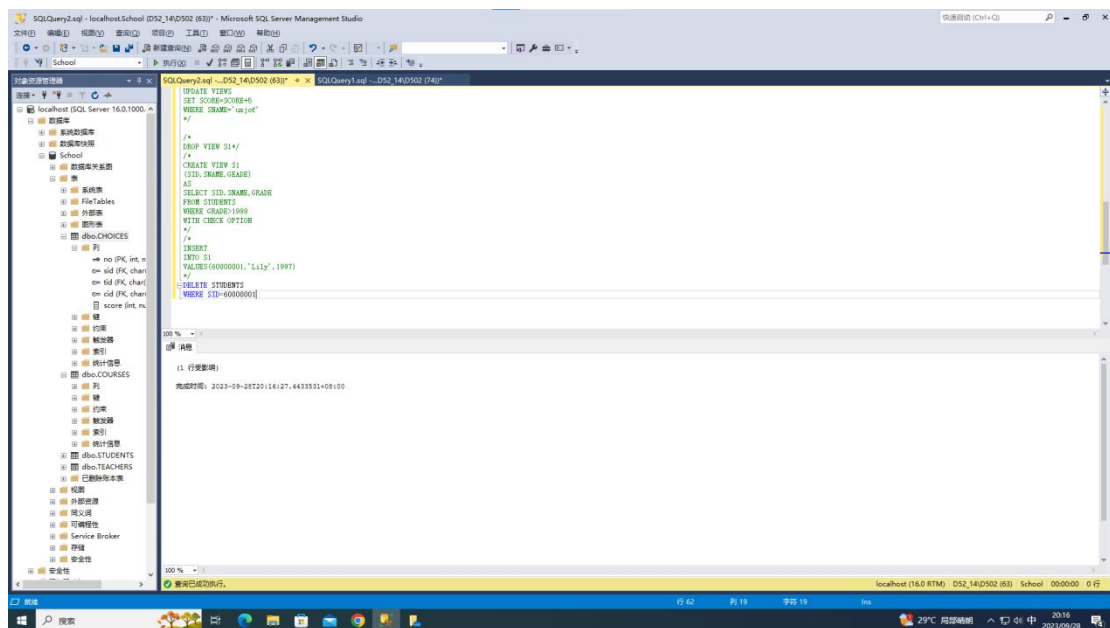 SQLQuery2.sql - localhost.School (D52_14\D502 (63))* - Microsoft SQL Server Management Studio
快速启动 (Ctrl+Q)
文件(F) 编辑(E) 视图(V) 查询(Q) 项目(P) 工具(T) 窗口(W) 帮助(H)
新建查询(N)
School
执行(X)
对象资源管理器
SQLQuery2.sql -...D52_14\D502 (63))*
SQLQuery1.sql -...D52_14\D502 (74))*
连接
localhost (SQL Server 16.0.1000.
数据库
系统数据库
数据库快照
School
数据库关系图
表
系统表
FileTables
外部表
图形表
dbo.CHOICES
列
no (PK, int, n
sid (FK, char(
tid (FK, char(
cid (FK, char(
score (int, nu
键
约束
触发器
索引
统计信息
dbo.COURSES
列
键
约束
触发器
索引
统计信息
dbo.STUDENTS
dbo.TEACHERS
已删除账本表
视图
外部资源
同义词
可编程性
Service Broker
存储
安全性
安全性
UPDATE VIEWS
SET SCORE=SCORE+5
WHERE SNAME='uxjof'
*/
/*
DROP VIEW S1*/
/*
CREATE VIEW S1
AS
SELECT SID,SNAME,GRADE
FROM STUDENTS
WHERE GRADE>1998
WITH CHECK OPTION
*/
/*
INSERT
INTO S1
VALUES(60000001,'Lily',1997)
*/
DELETE STUDENTS
WHERE SID=60000001
100 %
消息
(1 行受影响)
完成时间: 2023-09-28T20:16:27.4433531+08:00
100 %
查询已成功执行。
localhost (16.0 RTM) D52_14\D502 (63) School 00:00:00 0 行
就绪
行 62 列 19 字符 19 Ins
搜索
29°C 局部晴朗
中
20:16
2023/09/28